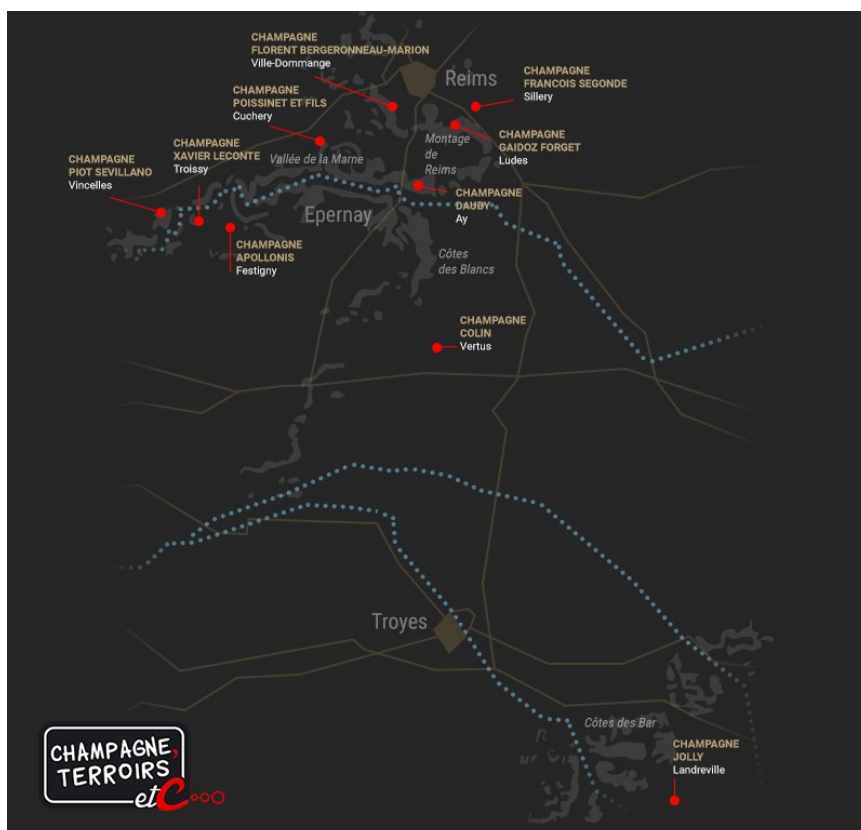 CHAMPAGNE
FLORENT BERGERONNEAU-MARION
Ville-Dommange
Reims
CHAMPAGNE
FRANCOIS SEGONDE
Sillery
CHAMPAGNE
POISSINET ET FILS
Cuchery
CHAMPAGNE
GAIDOZ FORGET
Ludes
Montage
de
Reims
CHAMPAGNE
XAVIER LECONTE
Troissy
Vallée de la Marne
CHAMPAGNE
PIOT SEVILLANO
Vincelles
CHAMPAGNE
DAUBY
Ay
Epernay
CHAMPAGNE
APOLLONIS
Festigny
Côtes
des Blancs
CHAMPAGNE
COLIN
Vertus
Troyes
Côtes des Bar
CHAMPAGNE
JOLLY
Landreville
CHAMPAGNE,
TERROIRS
etC